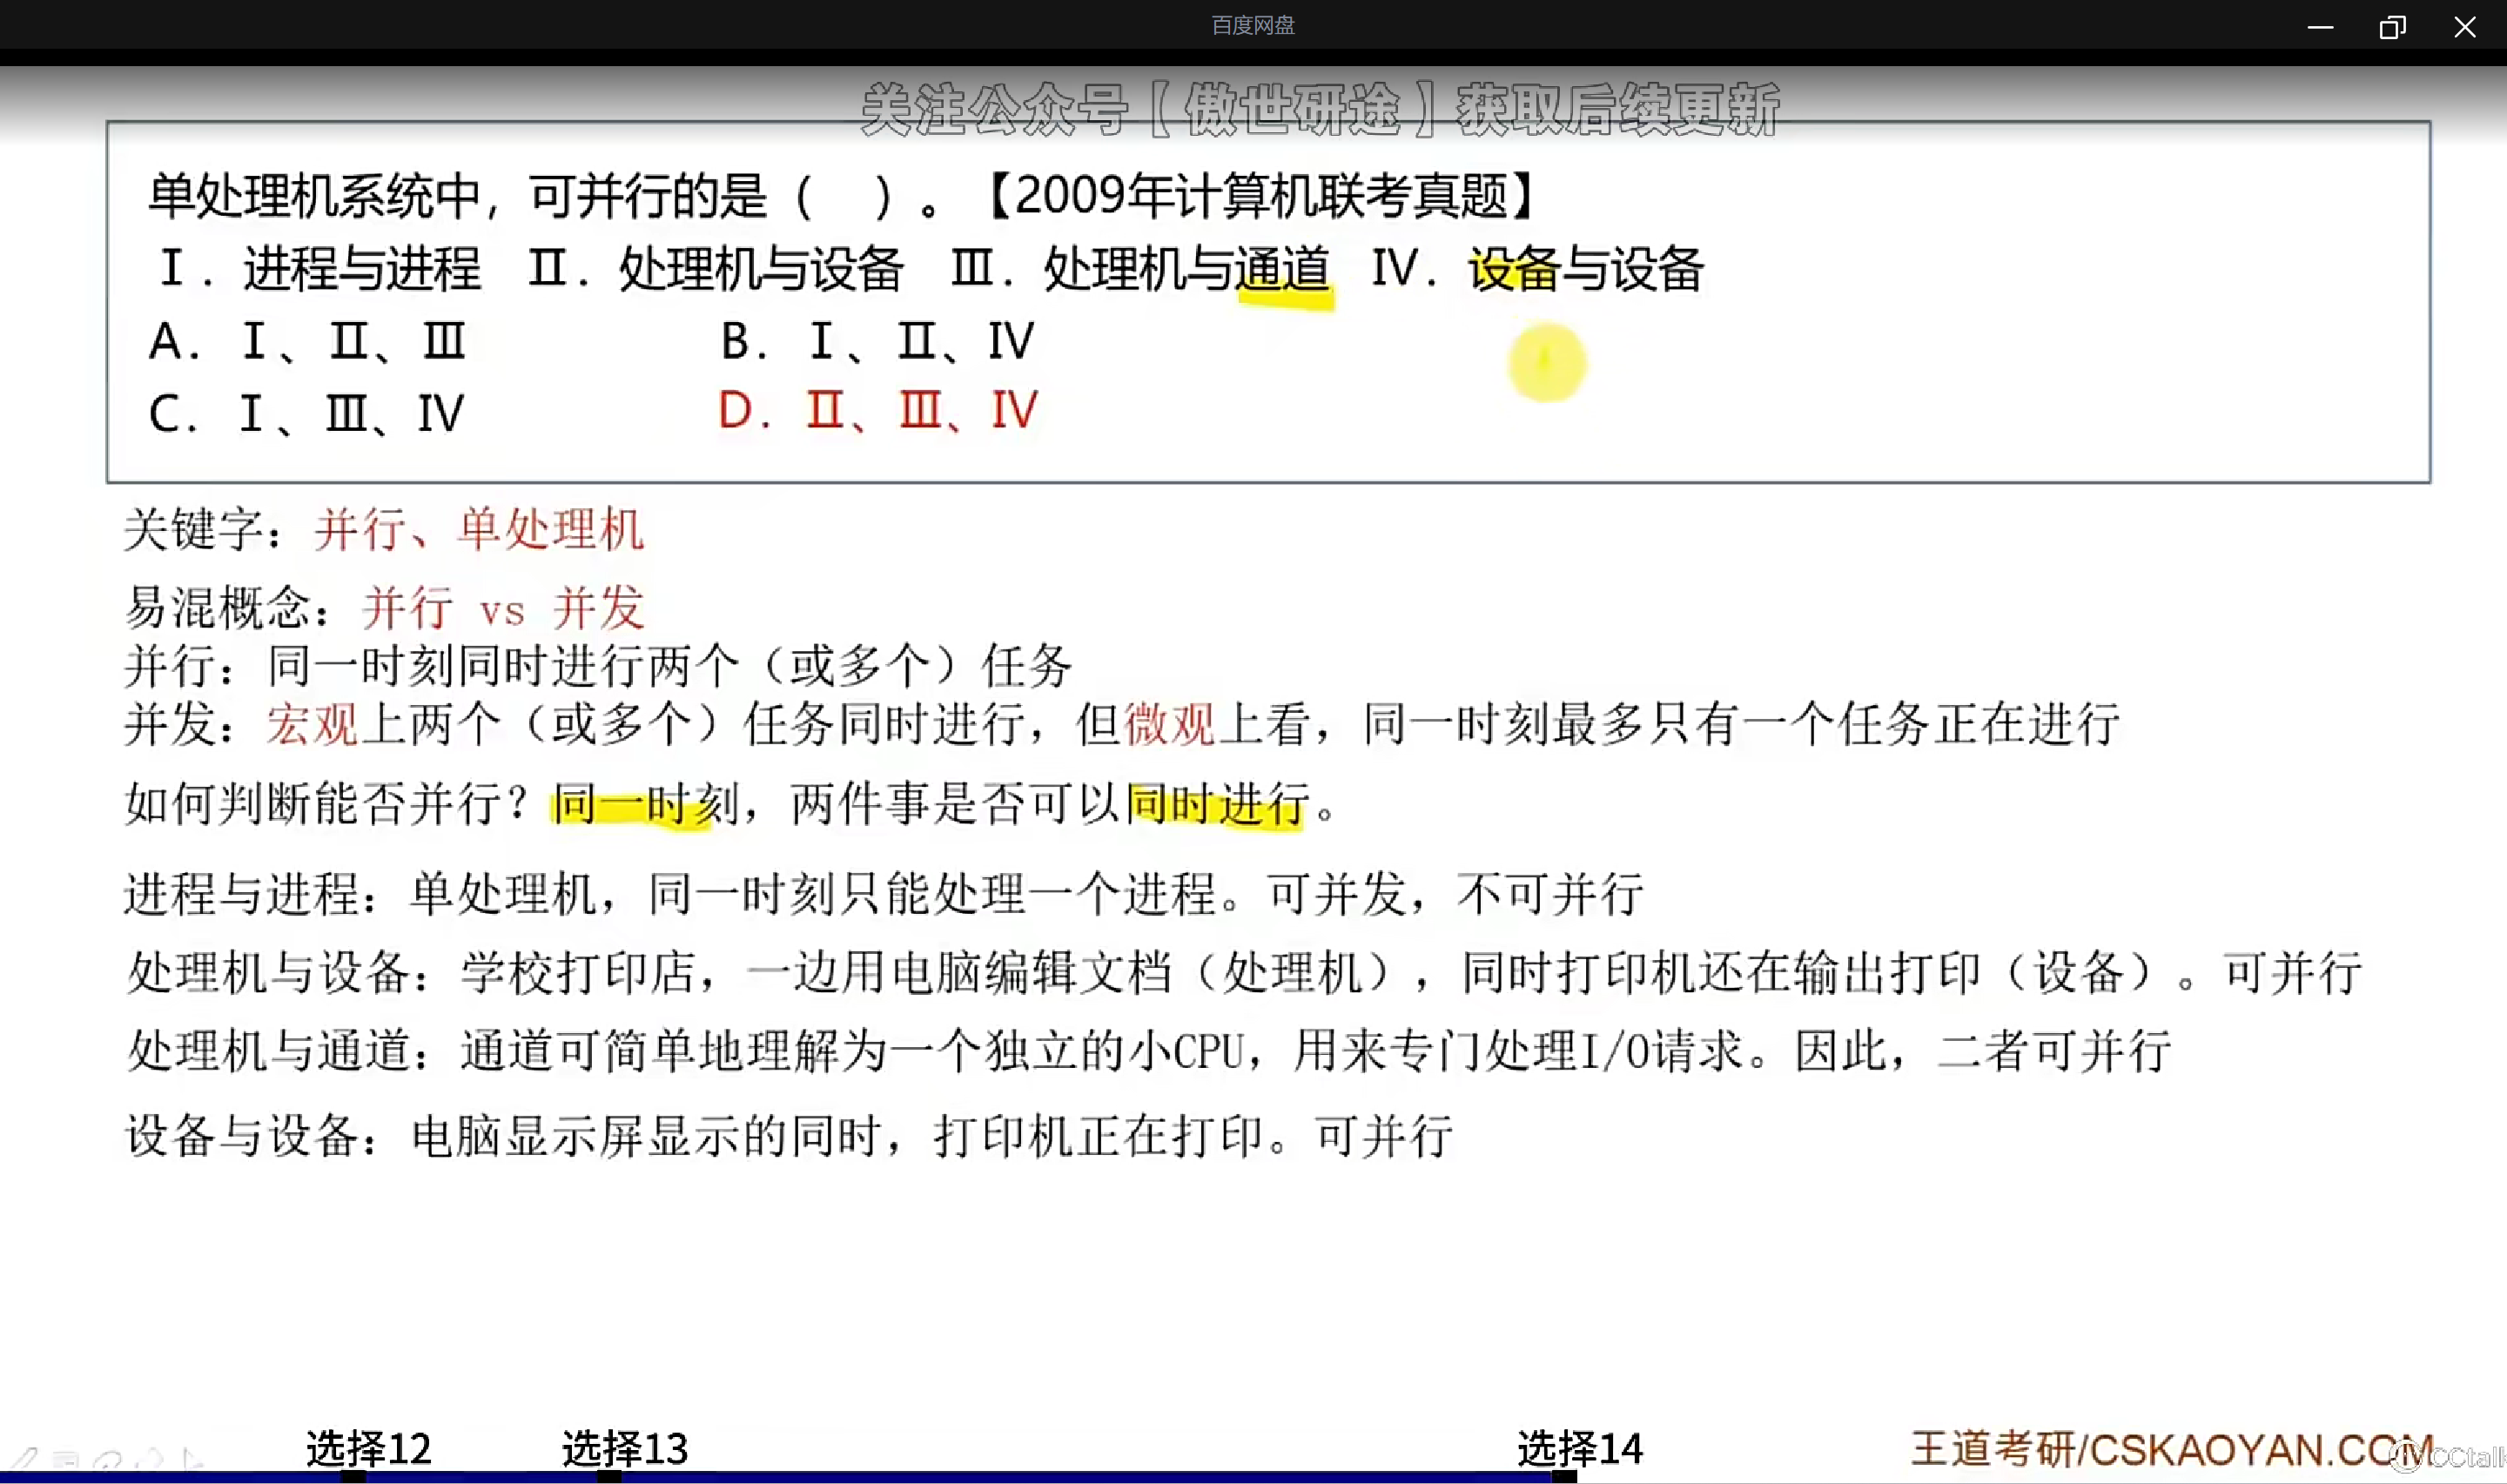 百度网盘
关注公众号【傲世研途】获取后续更新
单处理机系统中，可并行的是（　）。【2009年计算机联考真题】
Ⅰ．进程与进程　Ⅱ．处理机与设备　Ⅲ．处理机与通道　Ⅳ．设备与设备
A．Ⅰ、Ⅱ、Ⅲ　B．Ⅰ、Ⅱ、Ⅳ
C．Ⅰ、Ⅲ、Ⅳ　D．Ⅱ、Ⅲ、Ⅳ
关键字：并行、单处理机
易混概念：并行 vs 并发
并行：同一时刻同时进行两个（或多个）任务
并发：宏观上两个（或多个）任务同时进行，但微观上看，同一时刻最多只有一个任务正在进行
如何判断能否并行？同一时刻，两件事是否可以同时进行。
进程与进程：单处理机，同一时刻只能处理一个进程。可并发，不可并行
处理机与设备：学校打印店，一边用电脑编辑文档（处理机），同时打印机还在输出打印（设备）。可并行
处理机与通道：通道可简单地理解为一个独立的小CPU，用来专门处理I/O请求。因此，二者可并行
设备与设备：电脑显示屏显示的同时，打印机正在打印。可并行
选择12　选择13　选择14　王道考研/CSKAOYAN.COM
CCtalk